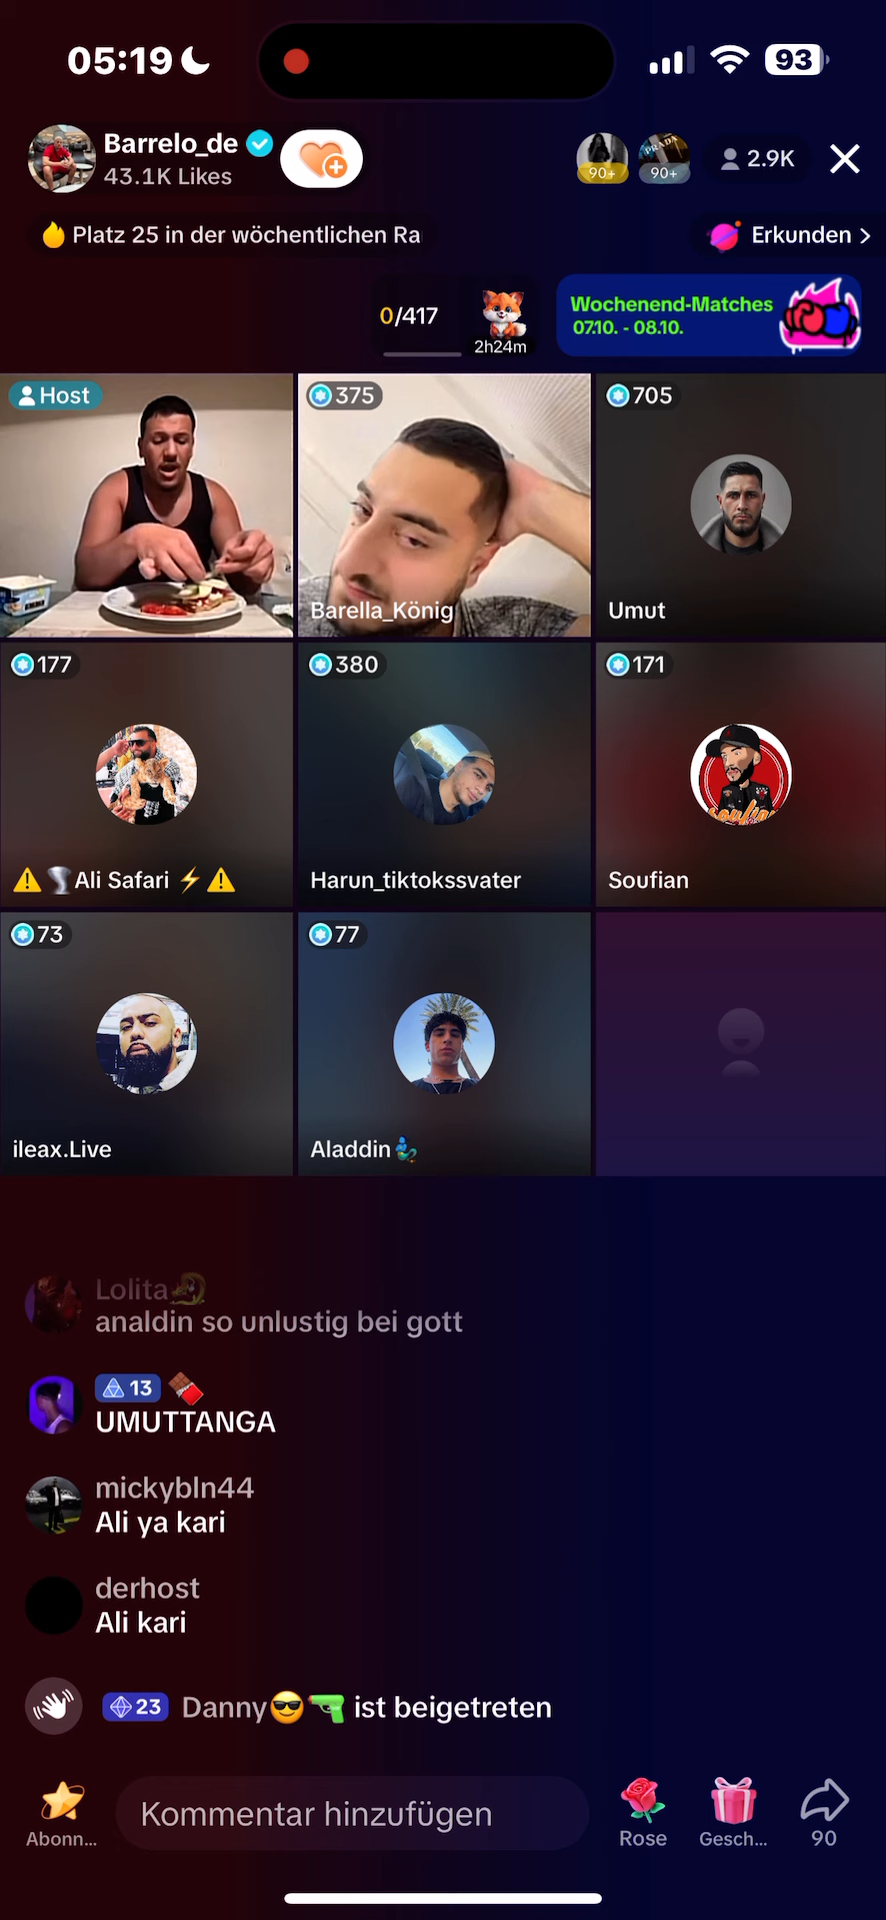 05:19
93
Barrelo_de
43.1K Likes
90+
90+
2.9K
Platz 25 in der wöchentlichen Ra
Erkunden >
0/417
2h24m
Wochenend-Matches
07.10. - 08.10.
Host
375
705
PRADA
Barella_König
Umut
177
380
171
Ali Safari
Harun_tiktokssvater
Soufian
soufian
73
77
ileax.Live
Aladdin
Lolita
analdin so unlustig bei gott
13
UMUTTANGA
mickybln44
Ali ya kari
derhost
Ali kari
23 Danny ist beigetreten
Kommentar hinzufügen
Abonn...
Rose
Gesch...
90